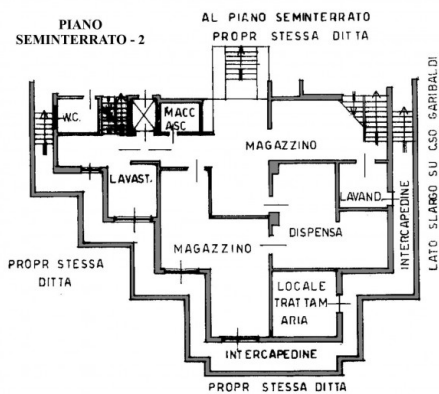 PIANO
SEMINTERRATO - 2
AL PIANO SEMINTERRATO
PROPR STESSA DITTA
W.C.
MACC
ASC
MAGAZZINO
LAVAST.
LAVAND.
MAGAZZINO
DISPENSA
PROPR STESSA
DITTA
LOCALE
TRATTAM
ARIA
INTERCAPEDINE
LATO SLARGO SU CSO GARIBALDI
INTERCAPEDINE
PROPR STESSA DITTA